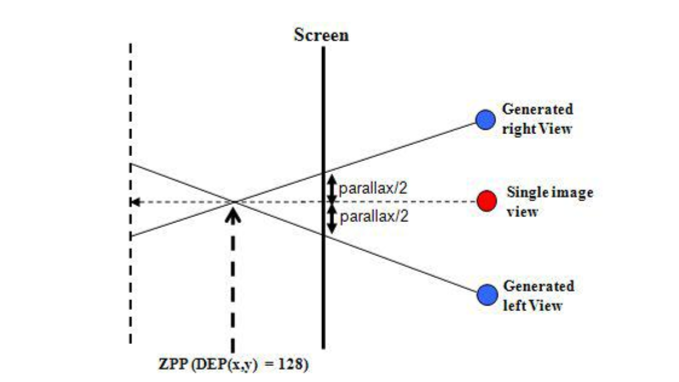 Screen
Generated
right View
parallax/2
Single image
view
parallax/2
Generated
left View
ZPP (DEP(x,y) = 128)